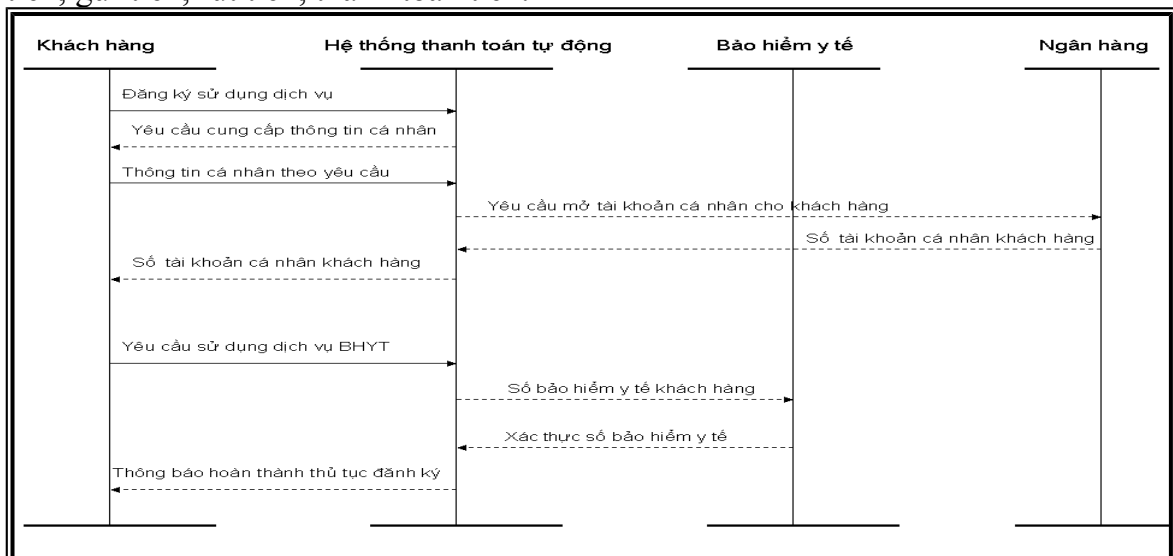 Khách hàng Hệ thống thanh toán tự động Bảo hiểm y tế Ngân hàng
Đăng ký sử dụng dịch vụ
Yêu cầu cung cấp thông tin cá nhân
Thông tin cá nhân theo yêu cầu
Yêu cầu mở tài khoản cá nhân cho khách hàng
Số tài khoản cá nhân khách hàng
Số tài khoản cá nhân khách hàng
Yêu cầu sử dụng dịch vụ BHYT
Số bảo hiểm y tế khách hàng
Xác thực số bảo hiểm y tế
Thông báo hoàn thành thủ tục đănh ký